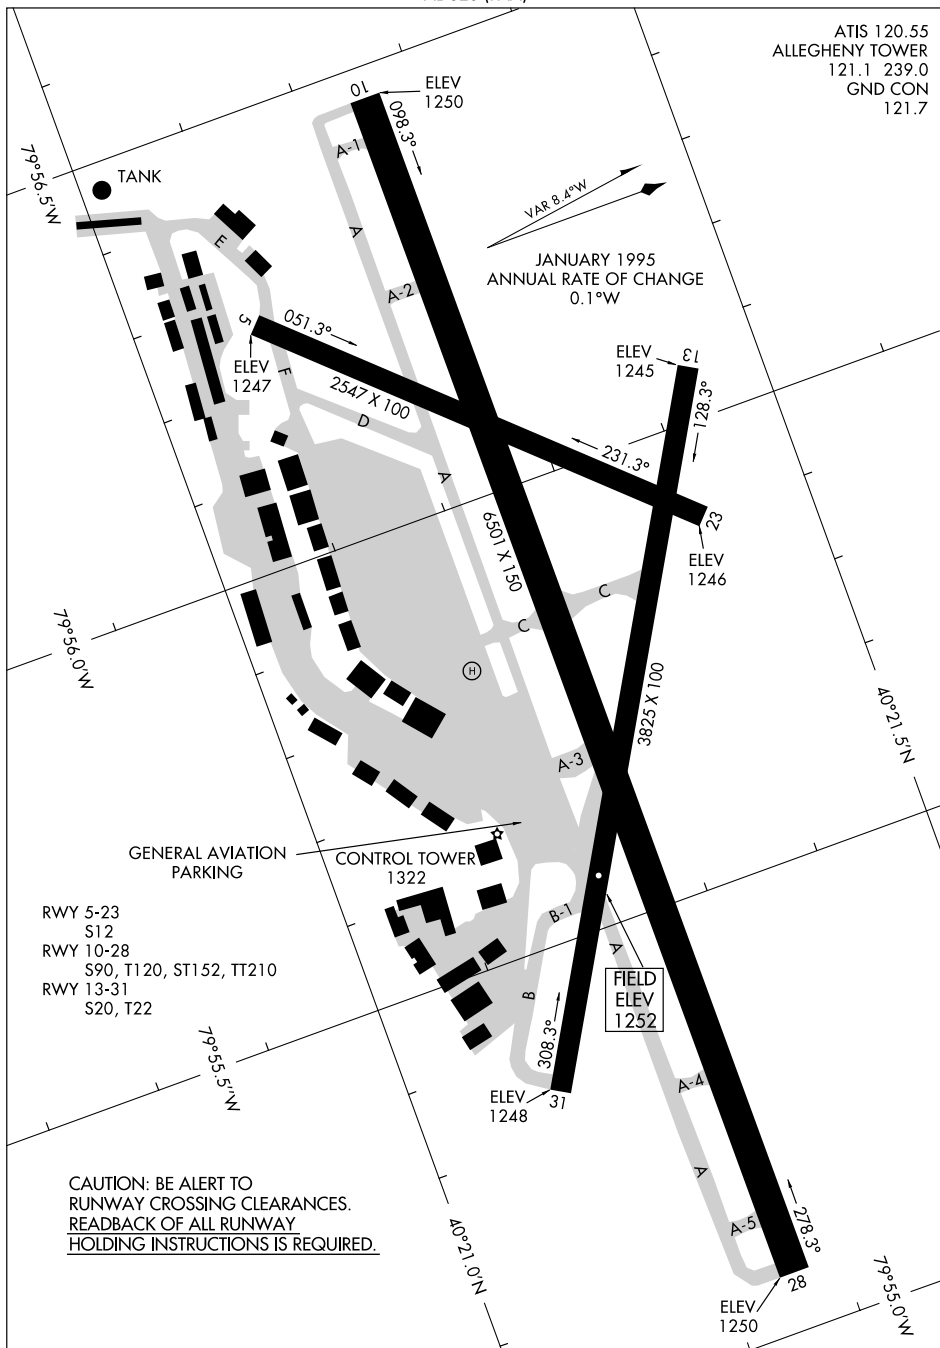 ATIS 120.55
ALLEGHENY TOWER
121.1 239.0
GND CON
121.7
10
ELEV
1250
098.3°
A-1
79°56.5'W
TANK
VAR 8.4°W
A
E
JANUARY 1995
ANNUAL RATE OF CHANGE
0.1°W
A-2
5
051.3°
ELEV
1247
F
2547 X 100
D
ELEV
1245
13
128.3°
A
231.3°
23
ELEV
1246
6501 X 150
C
C
79°56.0'W
H
3825 X 100
40°21.5'N
A-3
GENERAL AVIATION
PARKING
CONTROL TOWER
1322
RWY 5-23
S12
RWY 10-28
S90, T120, ST152, TT210
RWY 13-31
S20, T22
B-1
A
B
FIELD
ELEV
1252
79°55.5'W
308.3°
ELEV
1248
31
A-4
A
CAUTION: BE ALERT TO
RUNWAY CROSSING CLEARANCES.
READBACK OF ALL RUNWAY
HOLDING INSTRUCTIONS IS REQUIRED.
40°21.0'N
A-5
278.3°
28
ELEV
1250
79°55.0'W